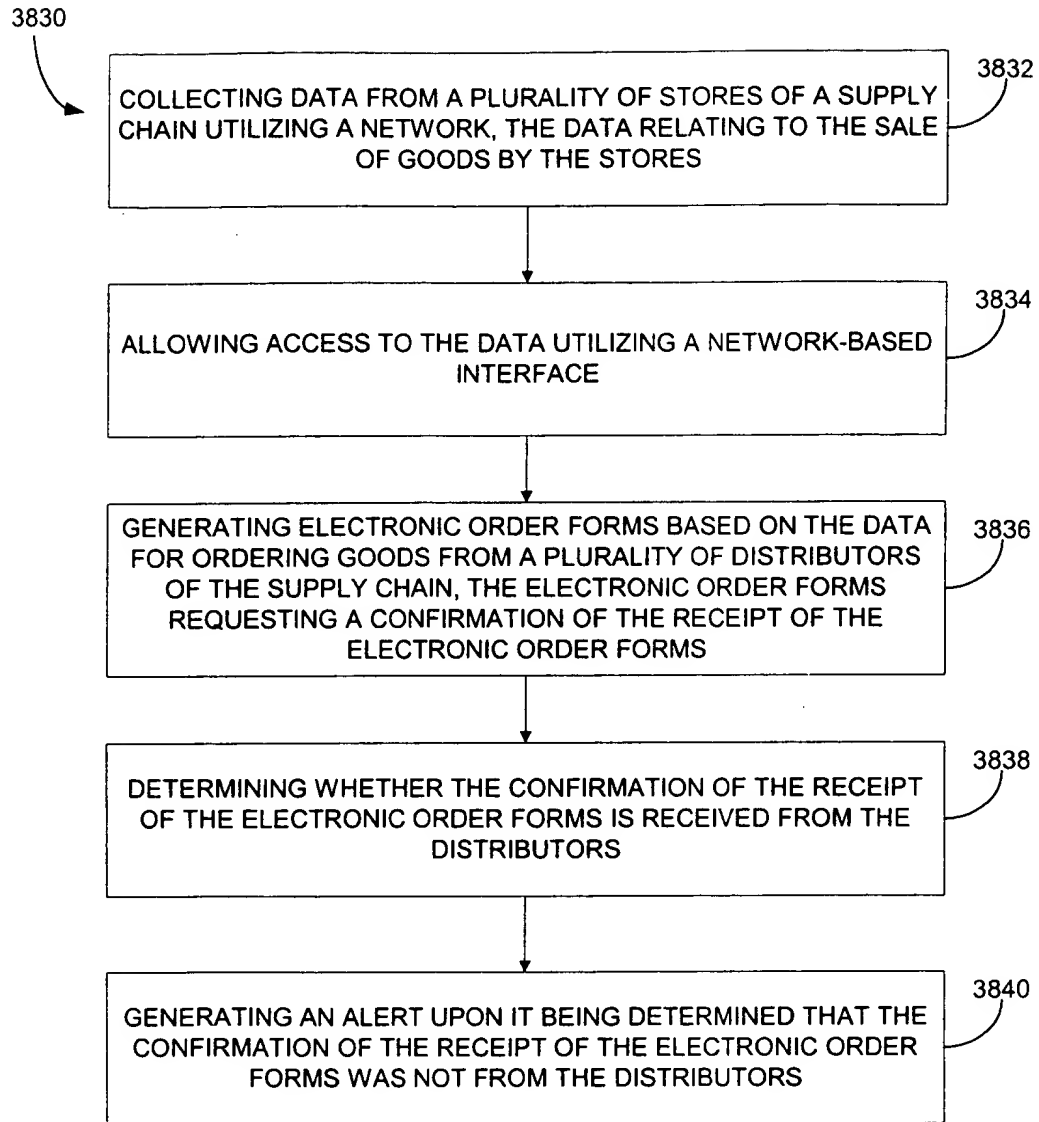 3830
3832
COLLECTING DATA FROM A PLURALITY OF STORES OF A SUPPLY
CHAIN UTILIZING A NETWORK, THE DATA RELATING TO THE SALE
OF GOODS BY THE STORES
3834
ALLOWING ACCESS TO THE DATA UTILIZING A NETWORK-BASED
INTERFACE
3836
GENERATING ELECTRONIC ORDER FORMS BASED ON THE DATA
FOR ORDERING GOODS FROM A PLURALITY OF DISTRIBUTORS
OF THE SUPPLY CHAIN, THE ELECTRONIC ORDER FORMS
REQUESTING A CONFIRMATION OF THE RECEIPT OF THE
ELECTRONIC ORDER FORMS
3838
DETERMINING WHETHER THE CONFIRMATION OF THE RECEIPT
OF THE ELECTRONIC ORDER FORMS IS RECEIVED FROM THE
DISTRIBUTORS
3840
GENERATING AN ALERT UPON IT BEING DETERMINED THAT THE
CONFIRMATION OF THE RECEIPT OF THE ELECTRONIC ORDER
FORMS WAS NOT FROM THE DISTRIBUTORS